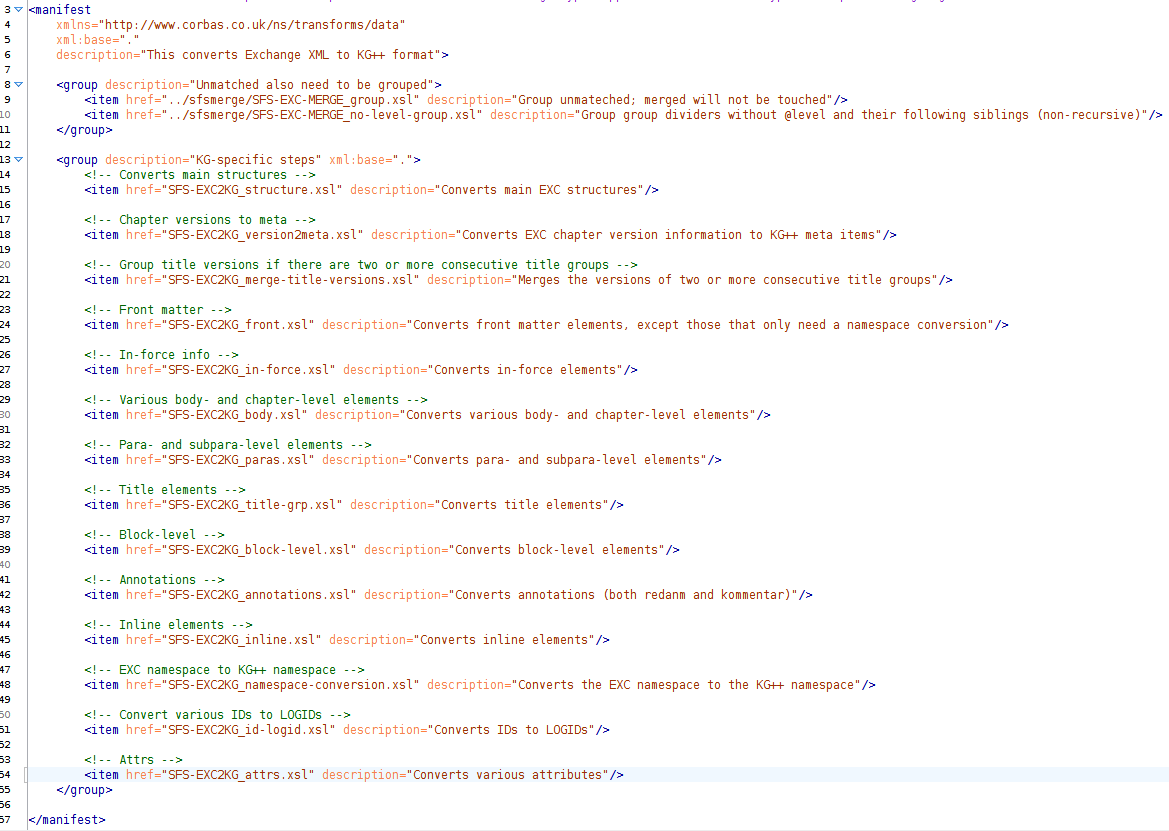 3 <manifest
4 xmlns="http://www.corbas.co.uk/ns/transforms/data"
5 xml:base="."
6 description="This converts Exchange XML to KG++ format">
7
8 <group description="Unmatched also need to be grouped">
9 <item href="../sfsmerge/SFS-EXC-MERGE_group.xsl" description="Group unmateched; merged will not be touched"/>
10 <item href="../sfsmerge/SFS-EXC-MERGE_no-level-group.xsl" description="Group group dividers without @level and their following siblings (non-recursive)"/>
11 </group>
12
13 <group description="KG-specific steps" xml:base=".">
14 <!-- Converts main structures -->
15 <item href="SFS-EXC2KG_structure.xsl" description="Converts main EXC structures"/>
16
17 <!-- Chapter versions to meta -->
18 <item href="SFS-EXC2KG_version2meta.xsl" description="Converts EXC chapter version information to KG++ meta items"/>
19
20 <!-- Group title versions if there are two or more consecutive title groups -->
21 <item href="SFS-EXC2KG_merge-title-versions.xsl" description="Merges the versions of two or more consecutive title groups"/>
22
23 <!-- Front matter -->
24 <item href="SFS-EXC2KG_front.xsl" description="Converts front matter elements, except those that only need a namespace conversion"/>
25
26 <!-- In-force info -->
27 <item href="SFS-EXC2KG_in-force.xsl" description="Converts in-force elements"/>
28
29 <!-- Various body- and chapter-level elements -->
30 <item href="SFS-EXC2KG_body.xsl" description="Converts various body- and chapter-level elements"/>
31
32 <!-- Para- and subpara-level elements -->
33 <item href="SFS-EXC2KG_paras.xsl" description="Converts para- and subpara-level elements"/>
34
35 <!-- Title elements -->
36 <item href="SFS-EXC2KG_title-grp.xsl" description="Converts title elements"/>
37
38 <!-- Block-level -->
39 <item href="SFS-EXC2KG_block-level.xsl" description="Converts block-level elements"/>
40
41 <!-- Annotations -->
42 <item href="SFS-EXC2KG_annotations.xsl" description="Converts annotations (both redanm and kommentar)"/>
43
44 <!-- Inline elements -->
45 <item href="SFS-EXC2KG_inline.xsl" description="Converts inline elements"/>
46
47 <!-- EXC namespace to KG++ namespace -->
48 <item href="SFS-EXC2KG_namespace-conversion.xsl" description="Converts the EXC namespace to the KG++ namespace"/>
49
50 <!-- Convert various IDs to LOGIDs -->
51 <item href="SFS-EXC2KG_id-logid.xsl" description="Converts IDs to LOGIDs"/>
52
53 <!-- Attrs -->
54 <item href="SFS-EXC2KG_attrs.xsl" description="Converts various attributes"/>
55 </group>
56
57 </manifest>